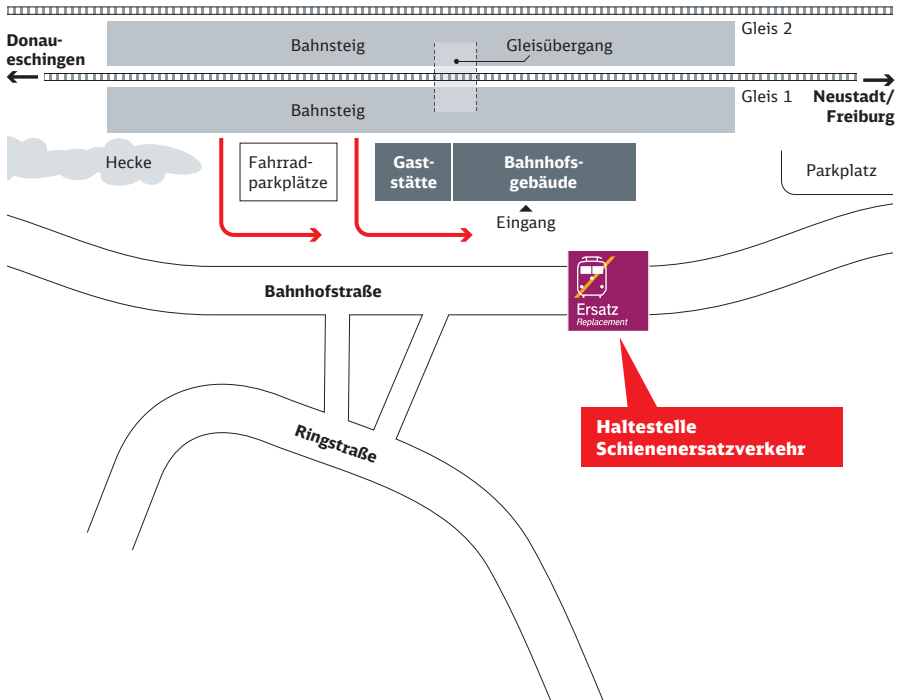 Gleis 2
Donau-
eschingen
Bahnsteig
Gleisübergang
Gleis 1
Neustadt/
Freiburg
Bahnsteig
Hecke
Fahrrad-
parkplätze
Gast-
stätte
Bahnhofs-
gebäude
Parkplatz
Eingang
Bahnhofstraße
Ersatz
Replacement
Ringstraße
Haltestelle
Schienenersatzverkehr